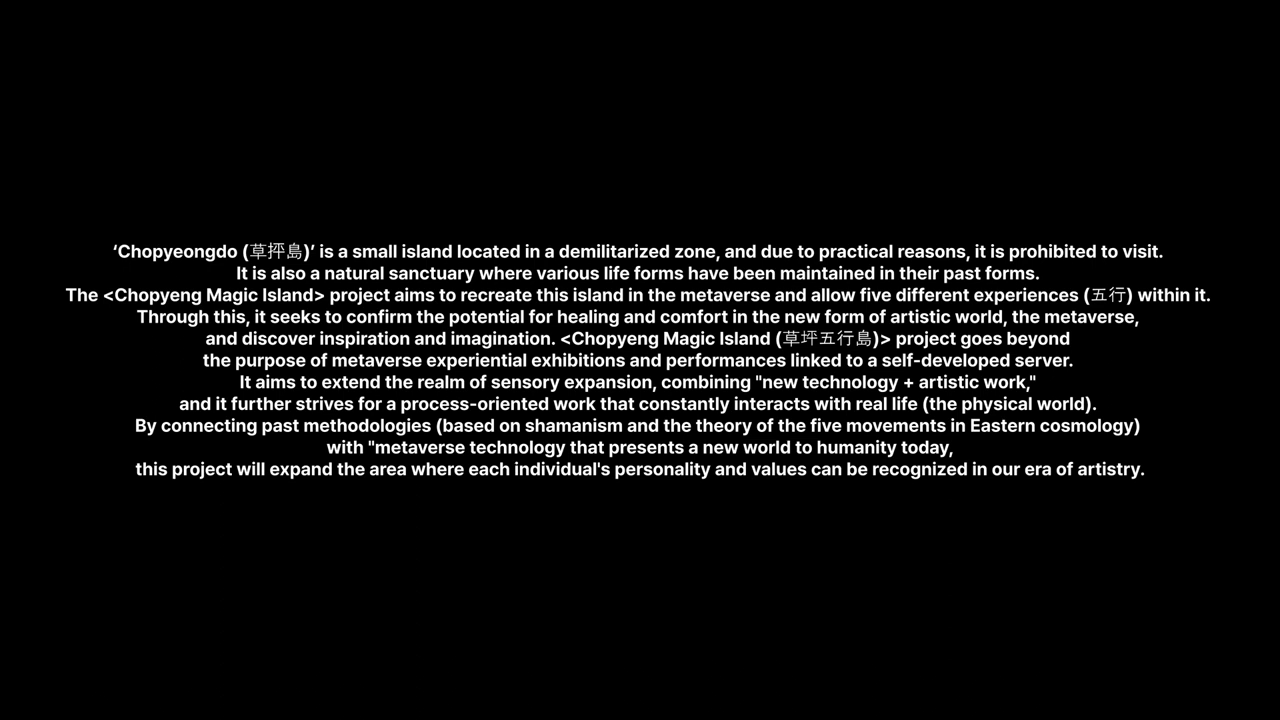 ‘Chopyeongdo (草抨島)’ is a small island located in a demilitarized zone, and due to practical reasons, it is prohibited to visit.
It is also a natural sanctuary where various life forms have been maintained in their past forms.
The <Chopyeng Magic Island> project aims to recreate this island in the metaverse and allow five different experiences (五行) within it.
Through this, it seeks to confirm the potential for healing and comfort in the new form of artistic world, the metaverse,
and discover inspiration and imagination. <Chopyeng Magic Island (草坪五行島)> project goes beyond
the purpose of metaverse experiential exhibitions and performances linked to a self-developed server.
It aims to extend the realm of sensory expansion, combining "new technology + artistic work,"
and it further strives for a process-oriented work that constantly interacts with real life (the physical world).
By connecting past methodologies (based on shamanism and the theory of the five movements in Eastern cosmology)
with "metaverse technology that presents a new world to humanity today,
this project will expand the area where each individual's personality and values can be recognized in our era of artistry.